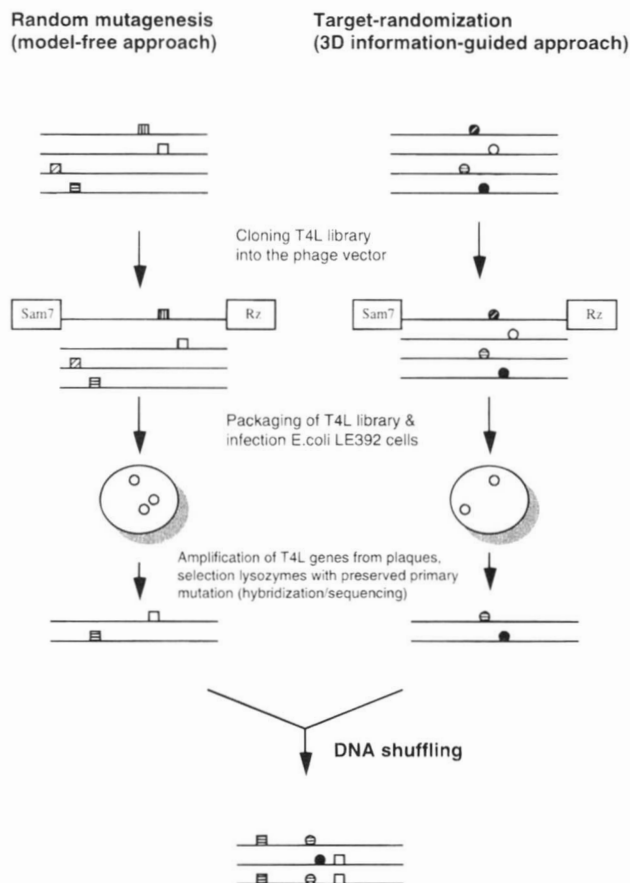 Random mutagenesis
(model-free approach)
Target-randomization
(3D information-guided approach)
Cloning T4L library
into the phage vector
Sam7
Rz
Sam7
Rz
Packaging of T4L library &
infection E.coli LE392 cells
Amplification of T4L genes from plaques,
selection lysozymes with preserved primary
mutation (hybridization/sequencing)
DNA shuffling